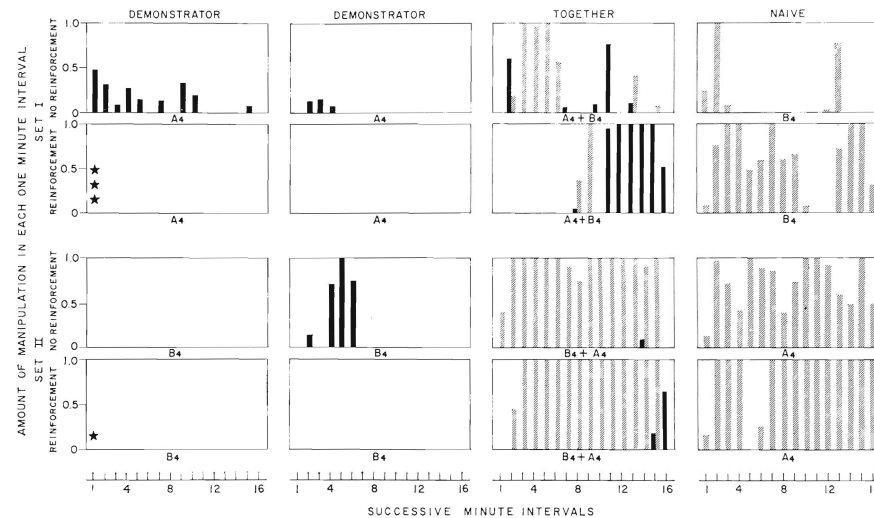 DEMONSTRATOR DEMONSTRATOR TOGETHER NAIVE
AMOUNT OF MANIPULATION IN EACH ONE MINUTE INTERVAL
SET I
NO REINFORCEMENT
1.0
0.5
0
A4 A4 A4 + B4 B4
REINFORCEMENT
1.0
0.5
0
A4 A4 A4+B4 B4
SET II
NO REINFORCEMENT
1.0
0.5
0
B4 B4 B4 + A4 A4
REINFORCEMENT
1.0
0.5
0
B4 B4 B4 + A4 A4
1 4 8 12 16 1 4 8 12 16 1 4 8 12 16 1 4 8 12 16
SUCCESSIVE MINUTE INTERVALS